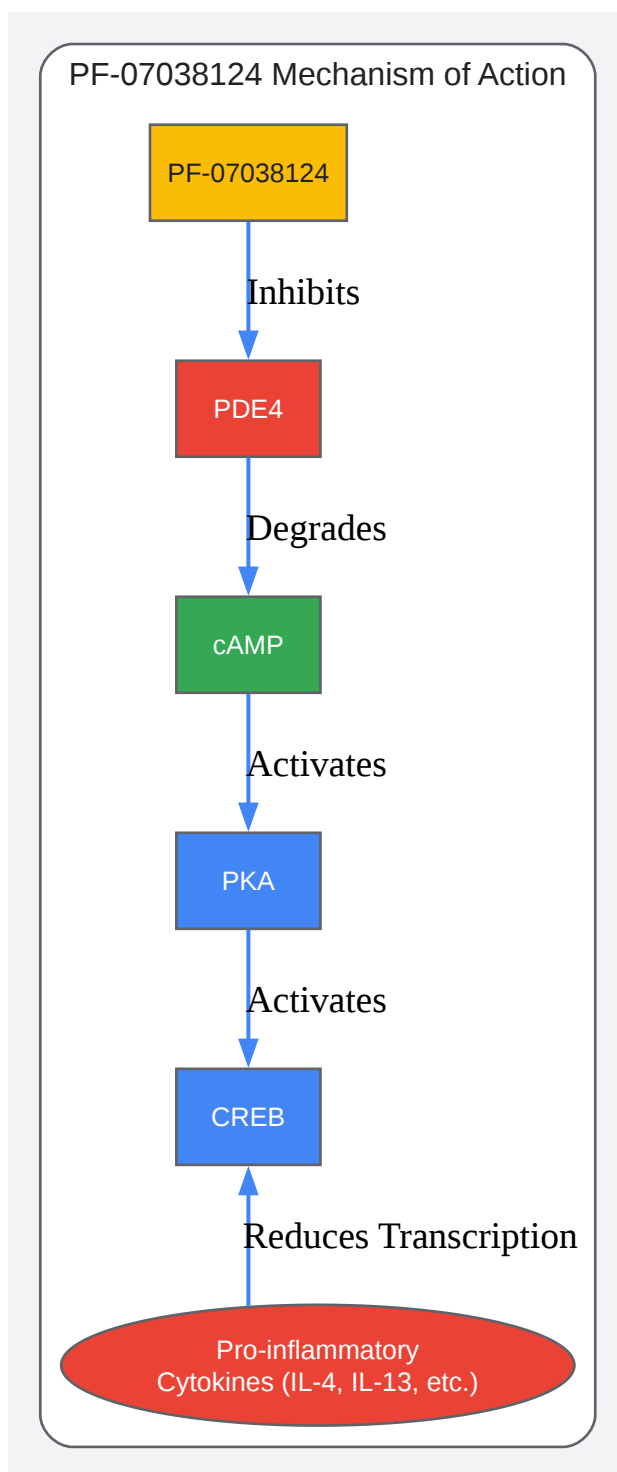 PF-07038124 Mechanism of Action
PF-07038124
Inhibits
PDE4
Degrades
cAMP
Activates
PKA
Activates
CREB
Reduces Transcription
Pro-inflammatory
Cytokines (IL-4, IL-13, etc.)